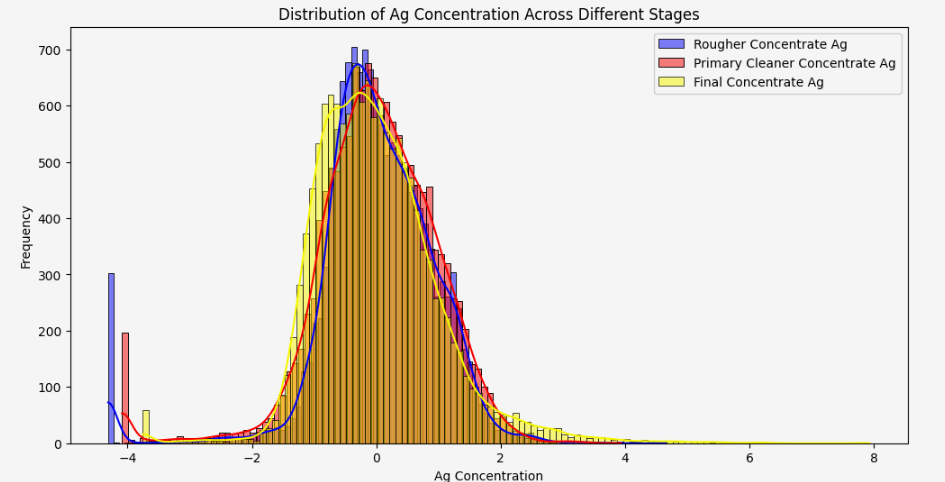 Distribution of Ag Concentration Across Different Stages
Rougher Concentrate Ag
Primary Cleaner Concentrate Ag
Final Concentrate Ag
Frequency
700
600
500
400
300
200
100
0
−4
−2
0
2
4
6
8
Ag Concentration